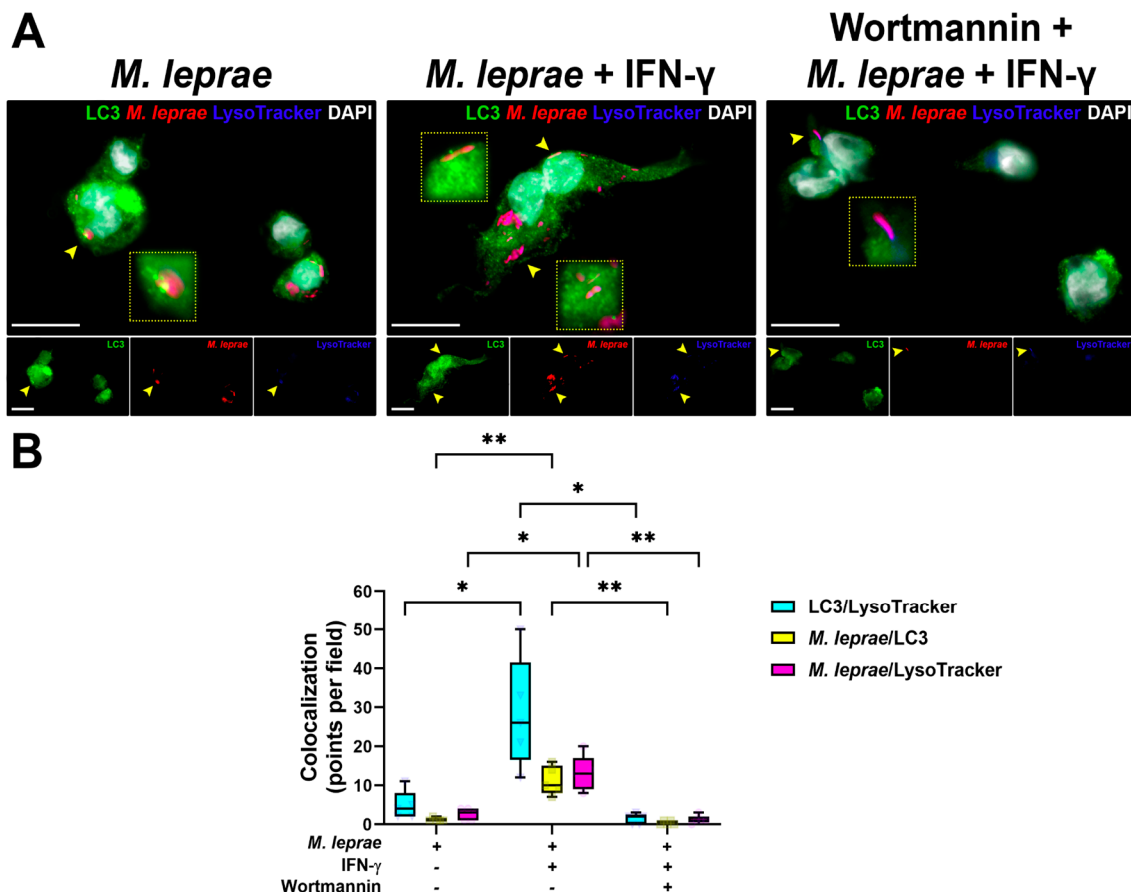 A
M. leprae
M. leprae + IFN-γ
Wortmannin +
M. leprae + IFN-γ
LC3 M. leprae LysoTracker DAPI
LC3 M. leprae LysoTracker DAPI
LC3 M. leprae LysoTracker DAPI
LC3
M. leprae
LysoTracker
LC3
M. leprae
LysoTracker
LC3
M. leprae
LysoTracker
B
**
*
*
**
*
**
Colocalization
(points per field)
60
50
40
30
20
10
0
LC3/LysoTracker
M. leprae/LC3
M. leprae/LysoTracker
M. leprae + + +
IFN-γ - + +
Wortmannin - - +